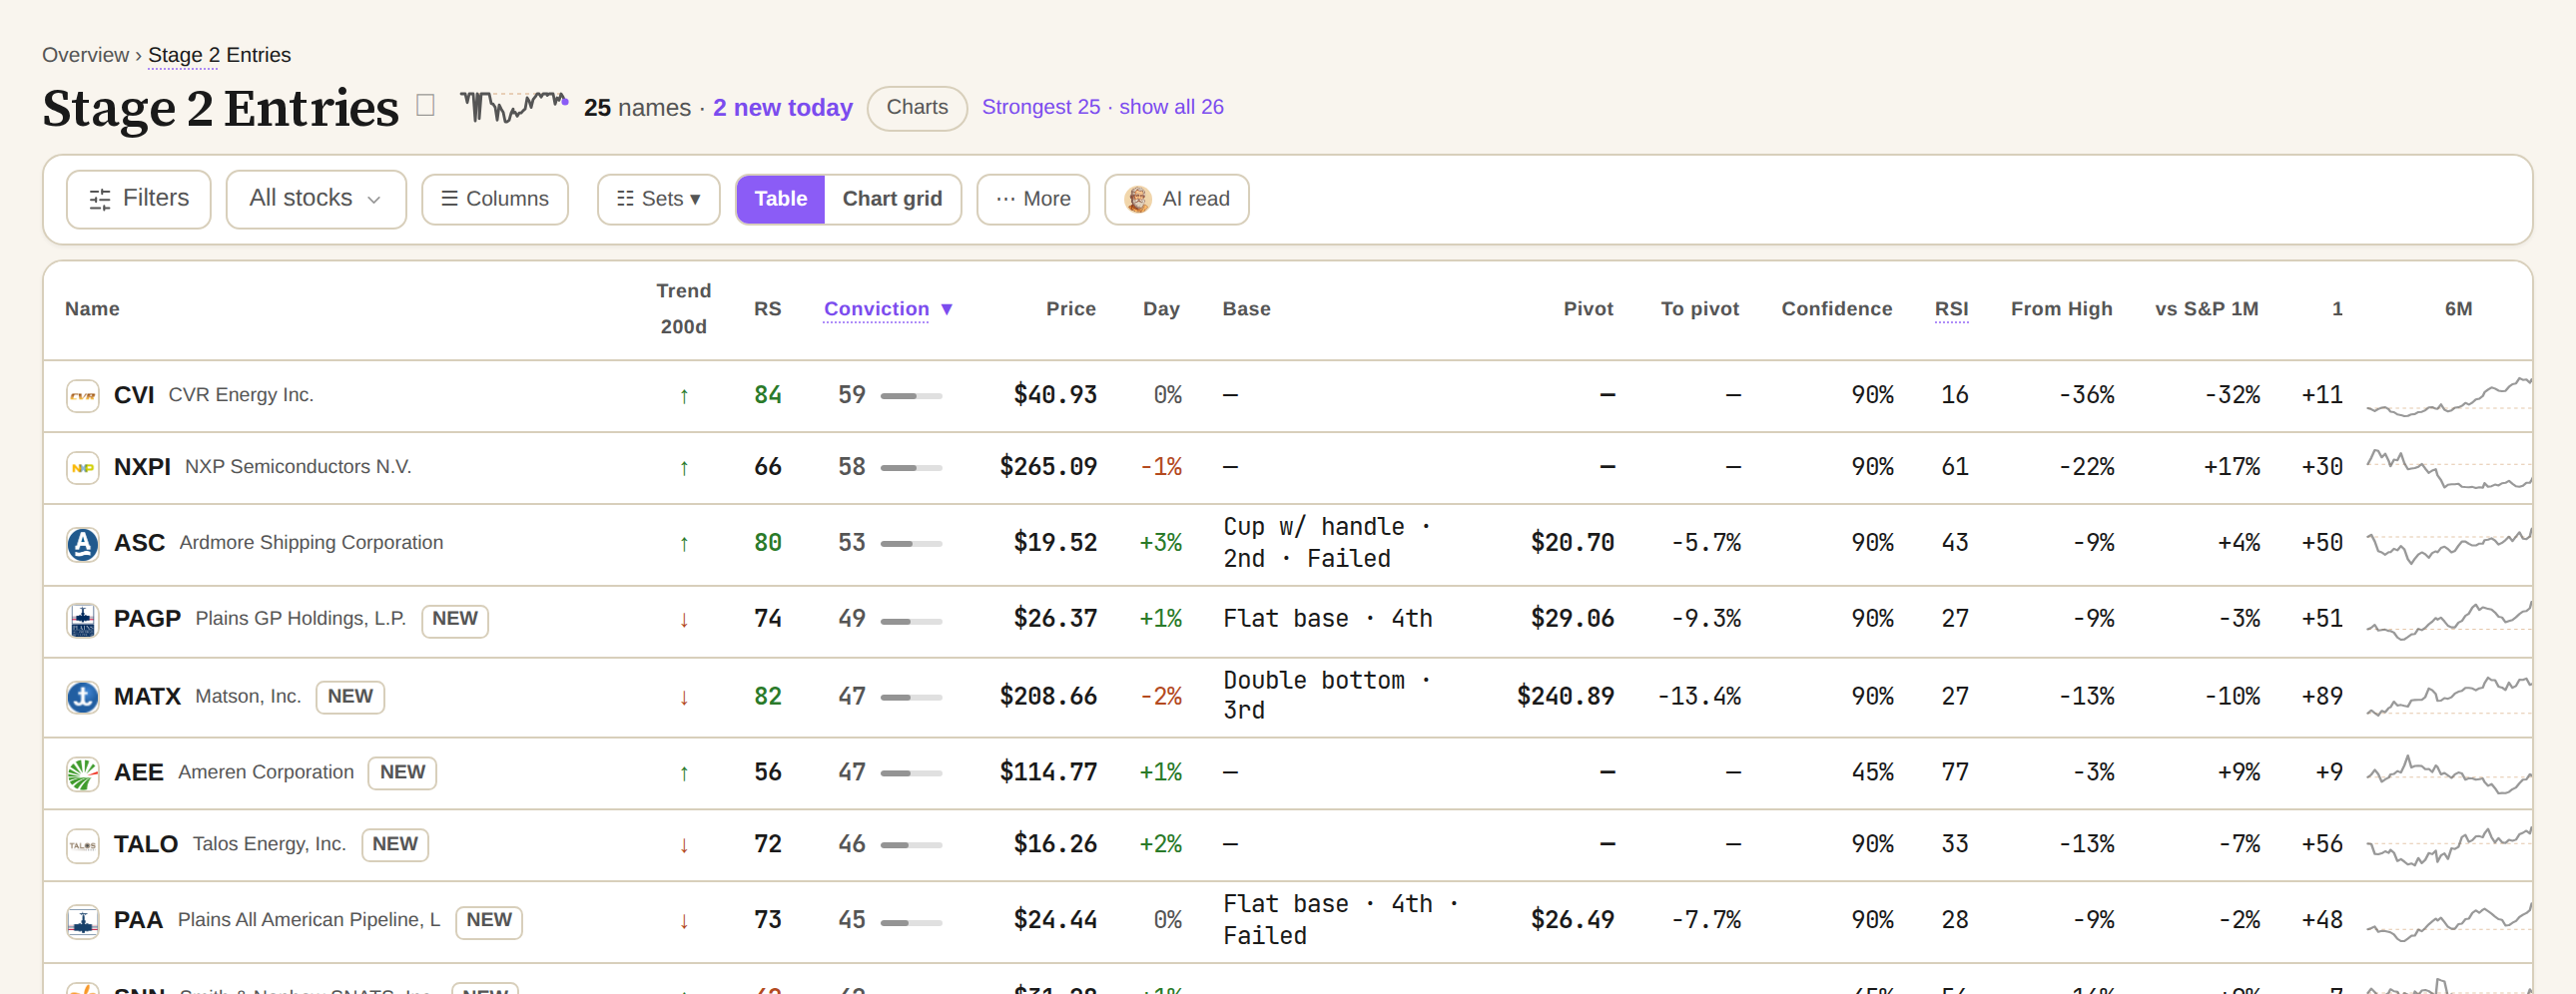 Overview › Stage 2 Entries
Stage 2 Entries 25 names · 2 new today Charts Strongest 25 · show all 26
Filters All stocks Columns Sets ▾ Table Chart grid ··· More AI read
Name Trend 200d RS Conviction ▼ Price Day Base Pivot To pivot Confidence RSI From High vs S&P 1M 1 6M
CVR CVI CVR Energy Inc. ↑ 84 59 $40.93 0% — — — 90% 16 -36% -32% +11
NXP NXPI NXP Semiconductors N.V. ↑ 66 58 $265.09 -1% — — — 90% 61 -22% +17% +30
ASC Ardmore Shipping Corporation ↑ 80 53 $19.52 +3% Cup w/ handle · 2nd · Failed $20.70 -5.7% 90% 43 -9% +4% +50
PAGP Plains GP Holdings, L.P. NEW ↓ 74 49 $26.37 +1% Flat base · 4th $29.06 -9.3% 90% 27 -9% -3% +51
MATX Matson, Inc. NEW ↓ 82 47 $208.66 -2% Double bottom · 3rd $240.89 -13.4% 90% 27 -13% -10% +89
AEE Ameren Corporation NEW ↑ 56 47 $114.77 +1% — — — 45% 77 -3% +9% +9
TALOS TALO Talos Energy, Inc. NEW ↓ 72 46 $16.26 +2% — — — 90% 33 -13% -7% +56
PAA Plains All American Pipeline, L NEW ↓ 73 45 $24.44 0% Flat base · 4th · Failed $26.49 -7.7% 90% 28 -9% -2% +48